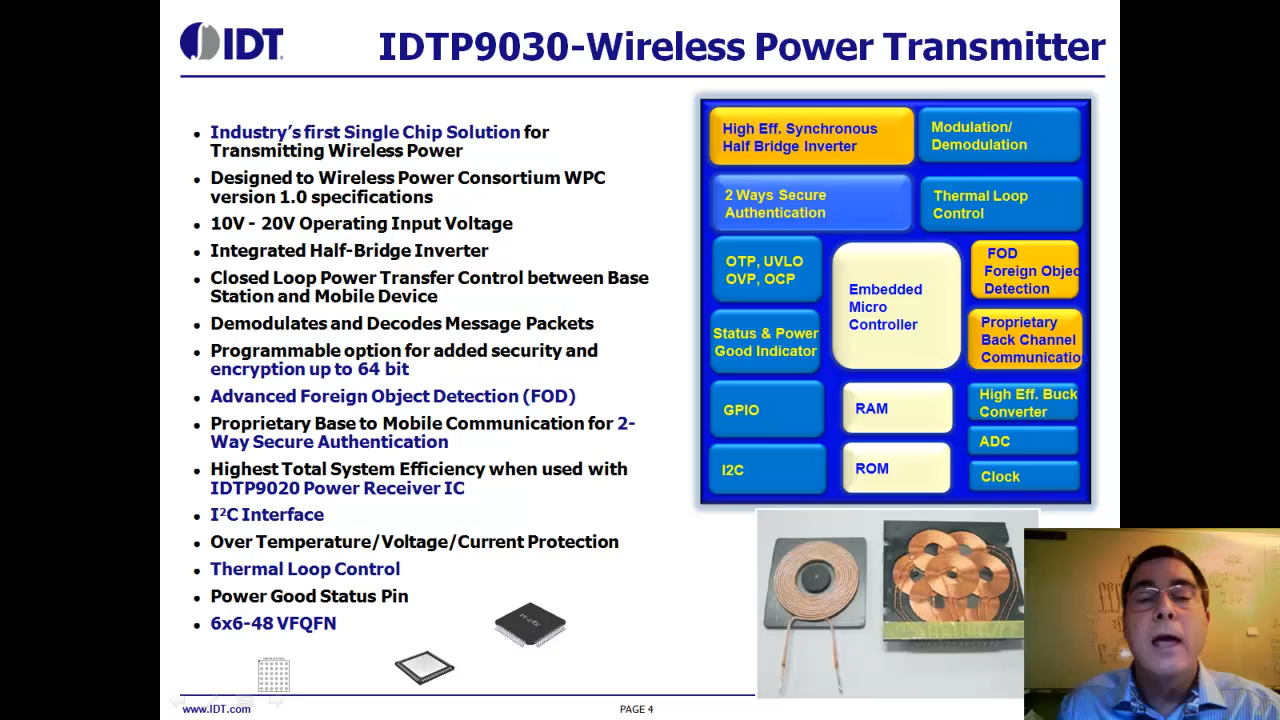 IDT
IDTP9030-Wireless Power Transmitter
Industry's first Single Chip Solution for
Transmitting Wireless Power
Designed to Wireless Power Consortium WPC
version 1.0 specifications
10V - 20V Operating Input Voltage
Integrated Half-Bridge Inverter
Closed Loop Power Transfer Control between Base
Station and Mobile Device
Demodulates and Decodes Message Packets
Programmable option for added security and
encryption up to 64 bit
Advanced Foreign Object Detection (FOD)
Proprietary Base to Mobile Communication for 2-
Way Secure Authentication
Highest Total System Efficiency when used with
IDTP9020 Power Receiver IC
I²C Interface
Over Temperature/Voltage/Current Protection
Thermal Loop Control
Power Good Status Pin
6x6-48 VFQFN
High Eff. Synchronous
Half Bridge Inverter
Modulation/
Demodulation
2 Ways Secure
Authentication
Thermal Loop
Control
OTP, UVLO
OVP, OCP
Embedded
Micro
Controller
FOD
Foreign Objec
Detection
Status & Power
Good Indicator
Proprietary
Back Channel
Communicatio
GPIO
RAM
High Eff. Buck
Converter
ADC
I2C
ROM
Clock
www.IDT.com
PAGE 4